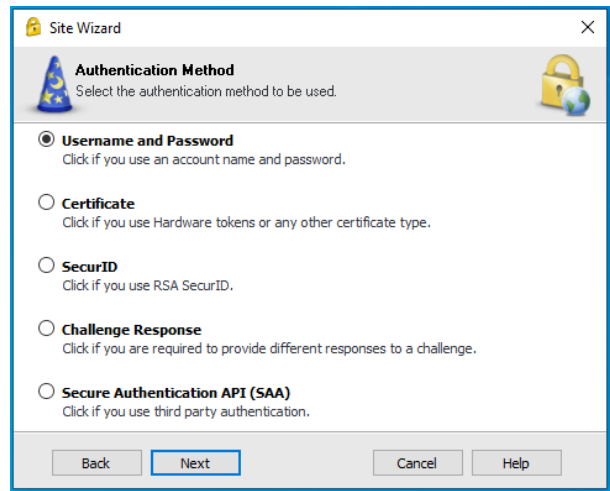 Site Wizard
Authentication Method
Select the authentication method to be used.
Username and Password
Click if you use an account name and password.
Certificate
Click if you use Hardware tokens or any other certificate type.
SecurID
Click if you use RSA SecurID.
Challenge Response
Click if you are required to provide different responses to a challenge.
Secure Authentication API (SAA)
Click if you use third party authentication.
Back Next Cancel Help